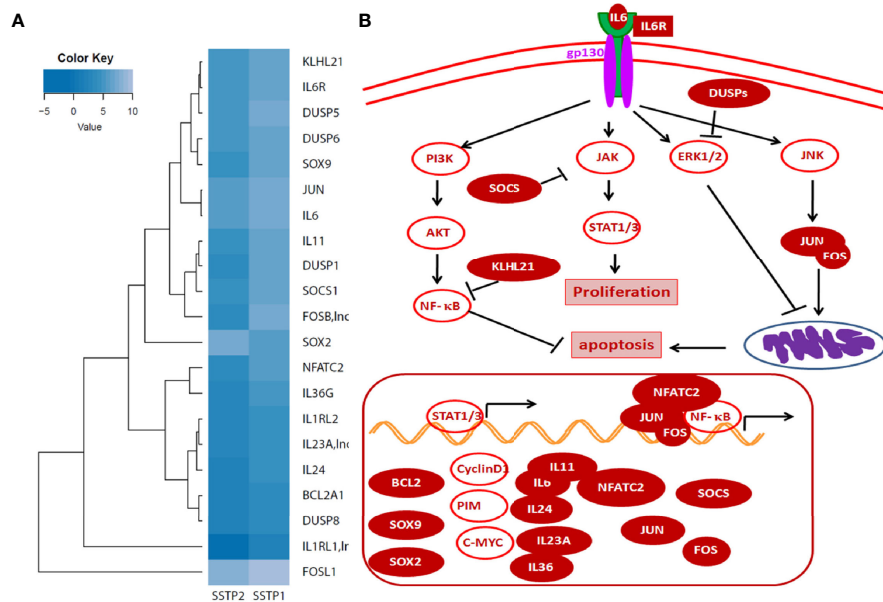 A
Color Key
−5 0 5 10
Value
KLHL21
IL6R
DUSP5
DUSP6
SOX9
JUN
IL6
IL11
DUSP1
SOCS1
FOSB,lnc
SOX2
NFATC2
IL36G
IL1RL2
IL23A,lnc
IL24
BCL2A1
DUSP8
IL1RL1,lr
FOSL1
SSTP2 SSTP1
B
IL6
IL6R
gp130
DUSPs
PI3K
JAK
ERK1/2
JNK
SOCS
AKT
STAT1/3
JUN
FOS
KLHL21
NF-κB
Proliferation
apoptosis
NFATC2
STAT1/3
JUN
NF-κB
FOS
BCL2
CyclinD1
IL11
IL6
NFATC2
SOCS
PIM
IL24
SOX9
JUN
C-MYC
IL23A
FOS
SOX2
IL36